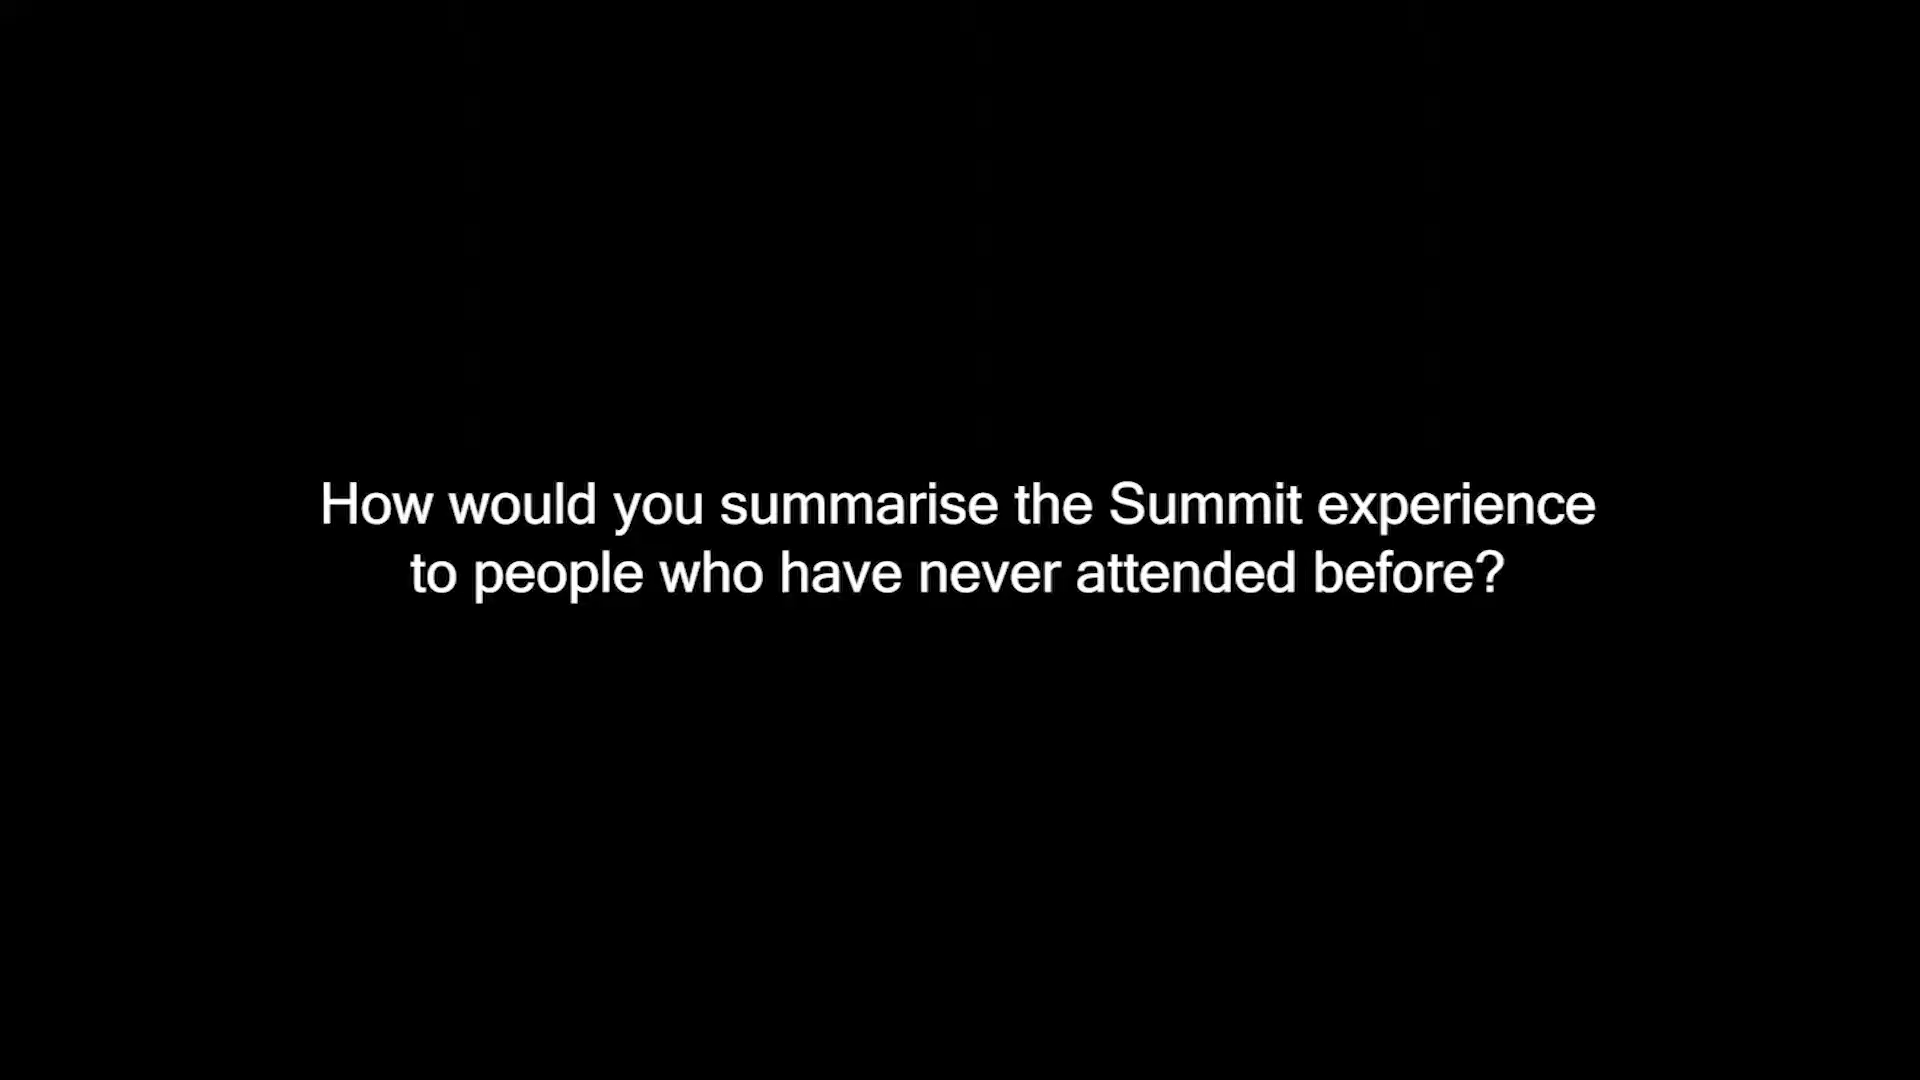 How would you summarise the Summit experience
to people who have never attended before?